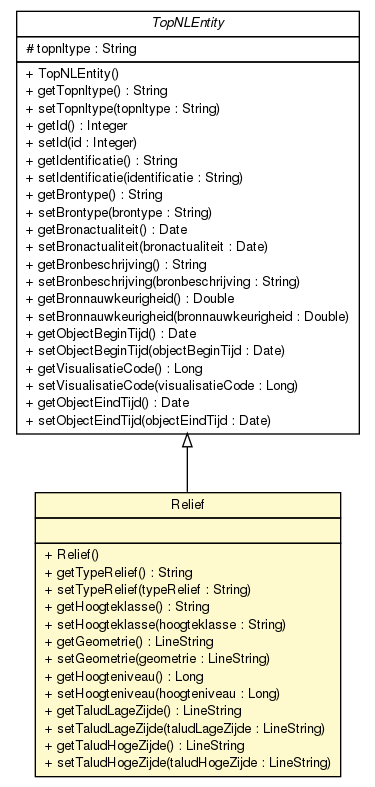 TopNLEntity
# topnltype : String
+ TopNLEntity()
+ getTopnltype() : String
+ setTopnltype(topnltype : String)
+ getId() : Integer
+ setId(id : Integer)
+ getIdentificatie() : String
+ setIdentificatie(identificatie : String)
+ getBrontype() : String
+ setBrontype(brontype : String)
+ getBronactualiteit() : Date
+ setBronactualiteit(bronactualiteit : Date)
+ getBronbeschrijving() : String
+ setBronbeschrijving(bronbeschrijving : String)
+ getBronnauwkeurigheid() : Double
+ setBronnauwkeurigheid(bronnauwkeurigheid : Double)
+ getObjectBeginTijd() : Date
+ setObjectBeginTijd(objectBeginTijd : Date)
+ getVisualisatieCode() : Long
+ setVisualisatieCode(visualisatieCode : Long)
+ getObjectEindTijd() : Date
+ setObjectEindTijd(objectEindTijd : Date)
Relief
+ Relief()
+ getTypeRelief() : String
+ setTypeRelief(typeRelief : String)
+ getHoogteklasse() : String
+ setHoogteklasse(hoogteklasse : String)
+ getGeometrie() : LineString
+ setGeometrie(geometrie : LineString)
+ getHoogteniveau() : Long
+ setHoogteniveau(hoogteniveau : Long)
+ getTaludLageZijde() : LineString
+ setTaludLageZijde(taludLageZijde : LineString)
+ getTaludHogeZijde() : LineString
+ setTaludHogeZijde(taludHogeZijde : LineString)